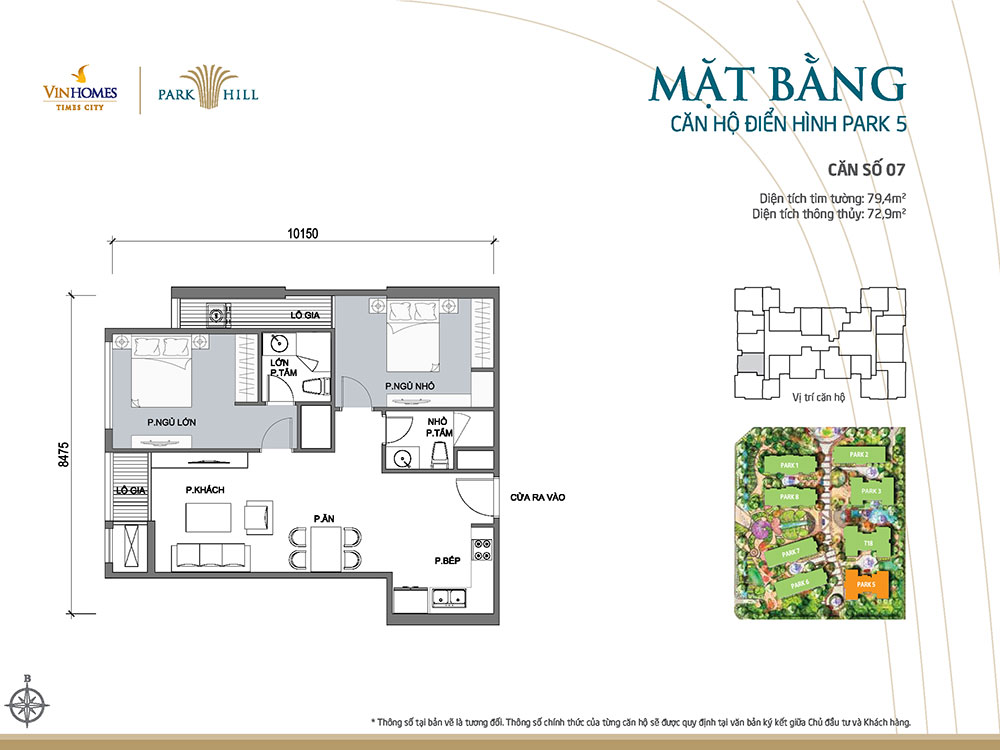 VINHOMES
TIMES CITY
PARK HILL
MẶT BẰNG
CĂN HỘ ĐIỂN HÌNH PARK 5
CĂN SỐ 07
Diện tích tim tường: 79,4m²
Diện tích thông thủy: 72,9m²
10150
8475
LÔ GIA
LỚN
P.TẮM
P.NGỦ NHỎ
P.NGỦ LỚN
NHỎ
P.TẮM
LÔ GIA
P.KHÁCH
CỬA RA VÀO
P.ĂN
P.BẾP
Vị trí căn hộ
PARK 1
PARK 2
PARK 8
PARK 3
PARK 7
T18
PARK 6
PARK 5
B
* Thông số tại bản vẽ là tương đối. Thông số chính thức của từng căn hộ sẽ được quy định tại văn bản ký kết giữa Chủ đầu tư và Khách hàng.